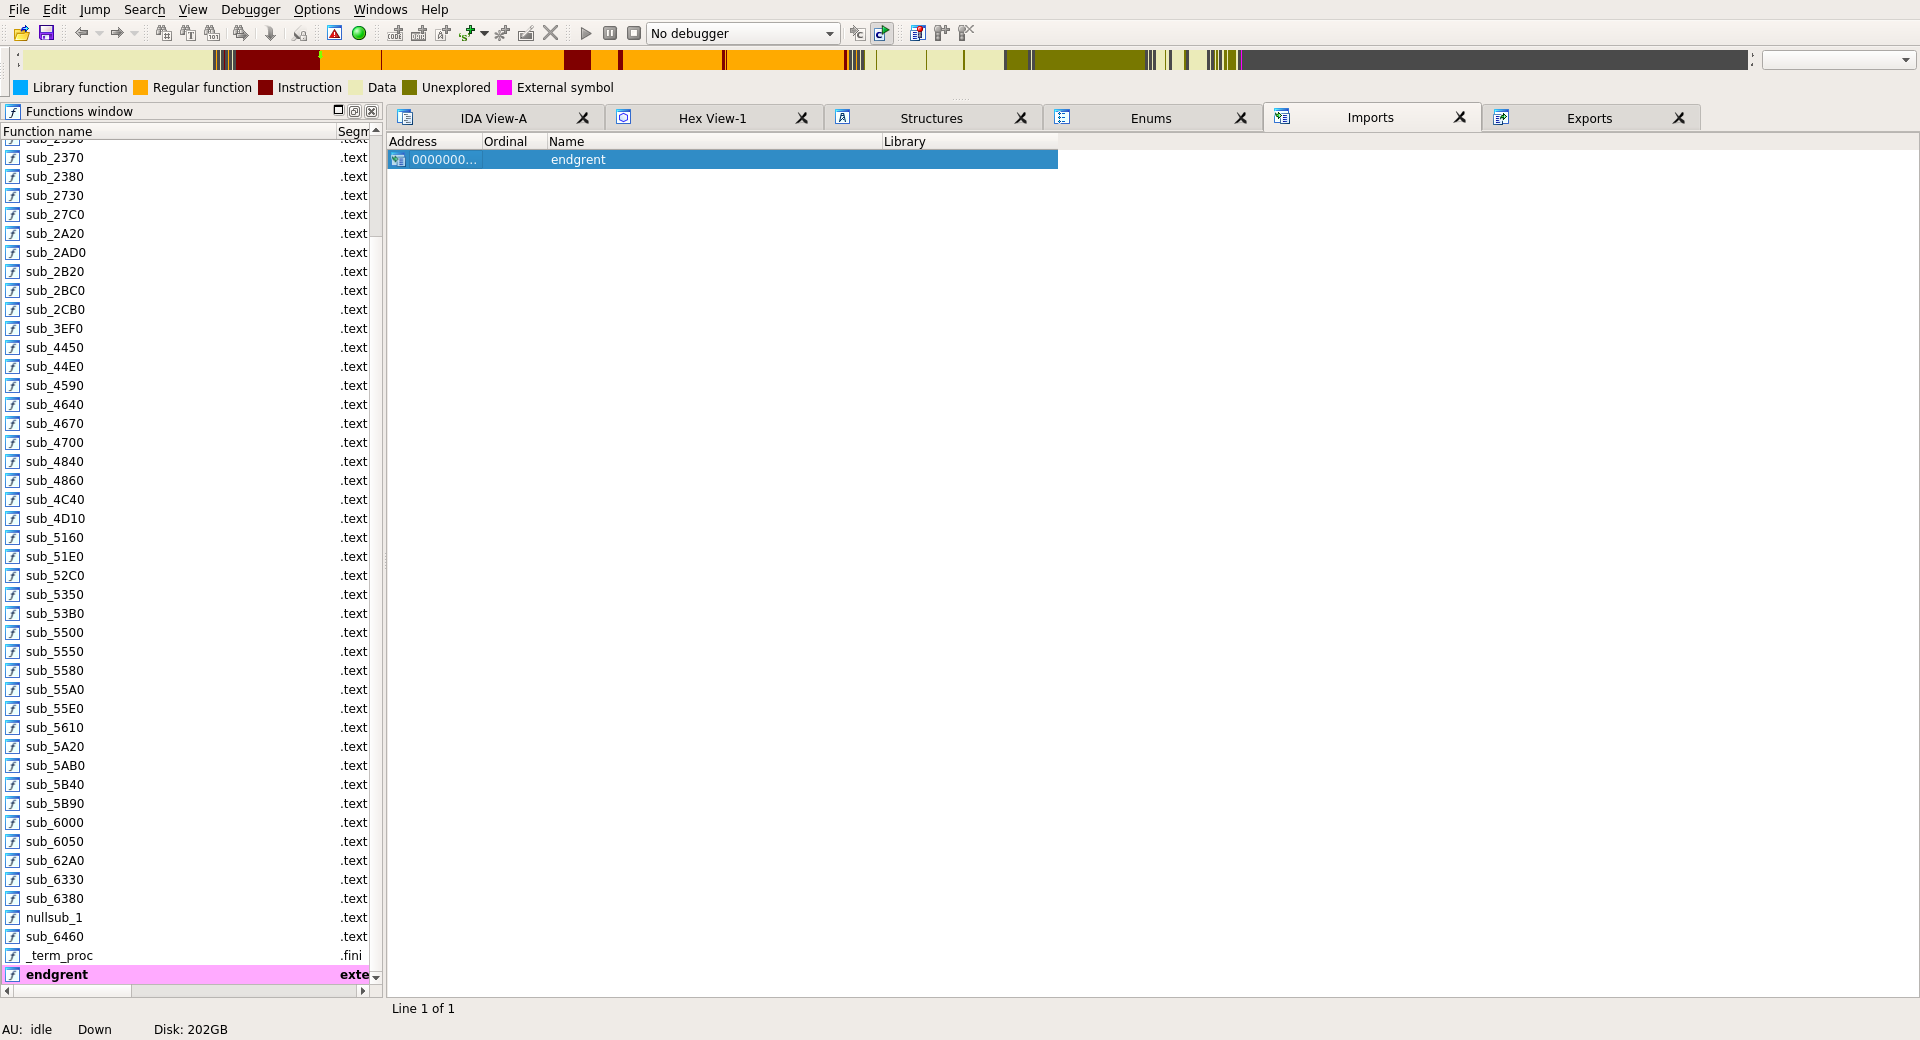 File Edit Jump Search View Debugger Options Windows Help
No debugger
Library function Regular function Instruction Data Unexplored External symbol
Functions window
Function name Segm
sub_2370 .text
sub_2380 .text
sub_2730 .text
sub_27C0 .text
sub_2A20 .text
sub_2AD0 .text
sub_2B20 .text
sub_2BC0 .text
sub_2CB0 .text
sub_3EF0 .text
sub_4450 .text
sub_44E0 .text
sub_4590 .text
sub_4640 .text
sub_4670 .text
sub_4700 .text
sub_4840 .text
sub_4860 .text
sub_4C40 .text
sub_4D10 .text
sub_5160 .text
sub_51E0 .text
sub_52C0 .text
sub_5350 .text
sub_53B0 .text
sub_5500 .text
sub_5550 .text
sub_5580 .text
sub_55A0 .text
sub_55E0 .text
sub_5610 .text
sub_5A20 .text
sub_5AB0 .text
sub_5B40 .text
sub_5B90 .text
sub_6000 .text
sub_6050 .text
sub_62A0 .text
sub_6330 .text
sub_6380 .text
nullsub_1 .text
sub_6460 .text
_term_proc .fini
endgrent exte
IDA View-A Hex View-1 Structures Enums Imports Exports
Address Ordinal Name Library
0000000... endgrent
Line 1 of 1
AU: idle Down Disk: 202GB